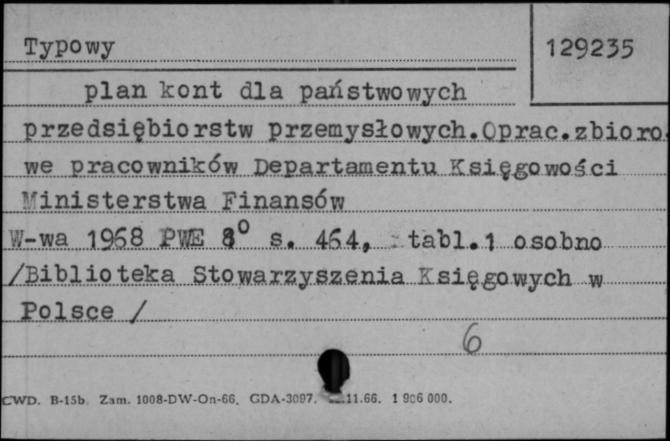 Typowy
129235
plan kont dla państwowych
przedsiębiorstw przemysłowych.Oprac.zbioro.
we pracowników Departamentu Księgowości
Ministerstwa Finansów
W-wa 1968 PWE 8° s. 464, tabl.1 osobno
/Biblioteka Stowarzyszenia Księgowych w
Polsce /
6
CWD. B-15b. Zam. 1008-DW-On-66. GDA-3097. .11.66. 1 906 000.